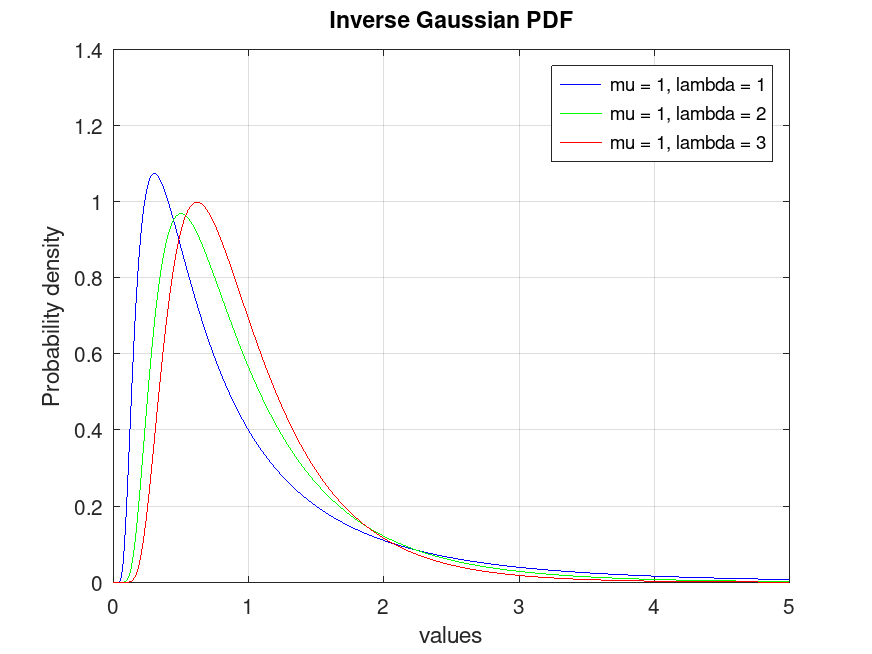 Inverse Gaussian PDF
1.4
1.2
1
0.8
0.6
0.4
0.2
0
Probability density
mu = 1, lambda = 1
mu = 1, lambda = 2
mu = 1, lambda = 3
0 1 2 3 4 5
values